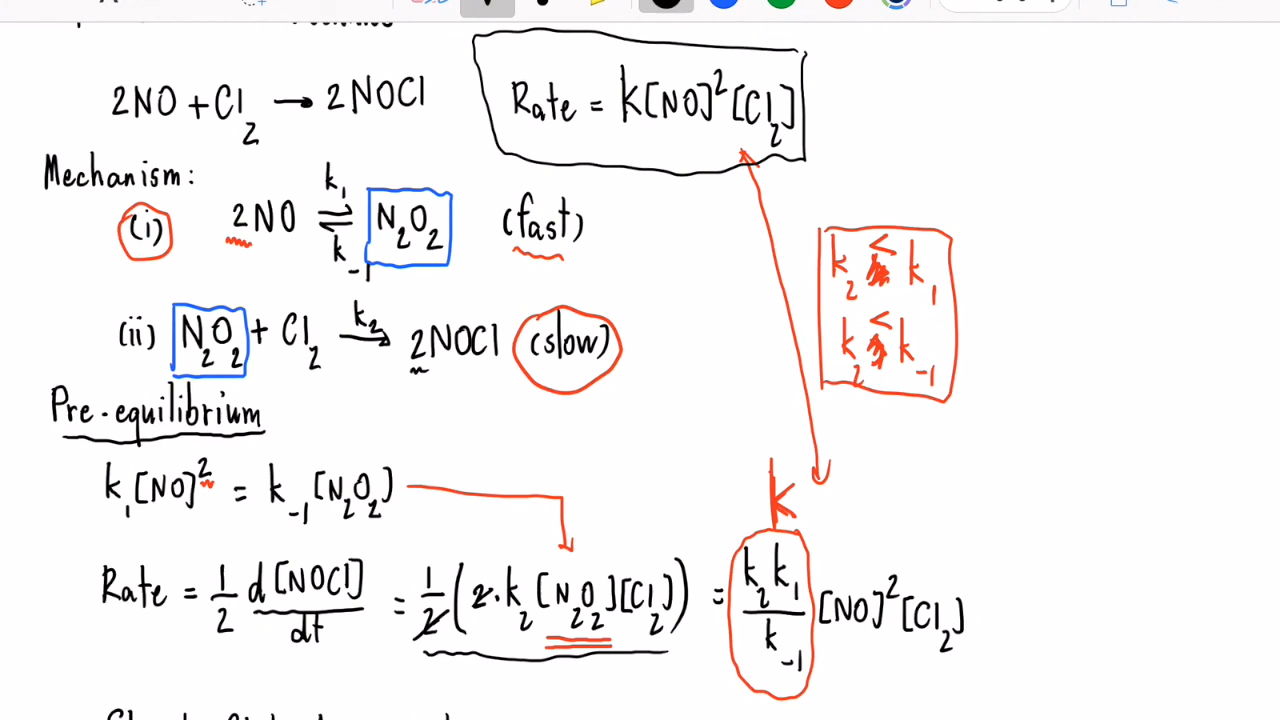 2NO + Cl₂ → 2NOCl
Rate = k[NO]²[Cl₂]
Mechanism:
(i) 2NO ⇌ N₂O₂ (fast)
k₁
k₋₁
(ii) N₂O₂ + Cl₂ → 2NOCl (slow)
k₂
k₂ < k₁
k₂ < k₋₁
Pre-equilibrium
k₁[NO]² = k₋₁[N₂O₂]
k
Rate = 1/2 d[NOCl]/dt = 1/2 (2·k₂[N₂O₂][Cl₂]) = k₂k₁/k₋₁ [NO]²[Cl₂]